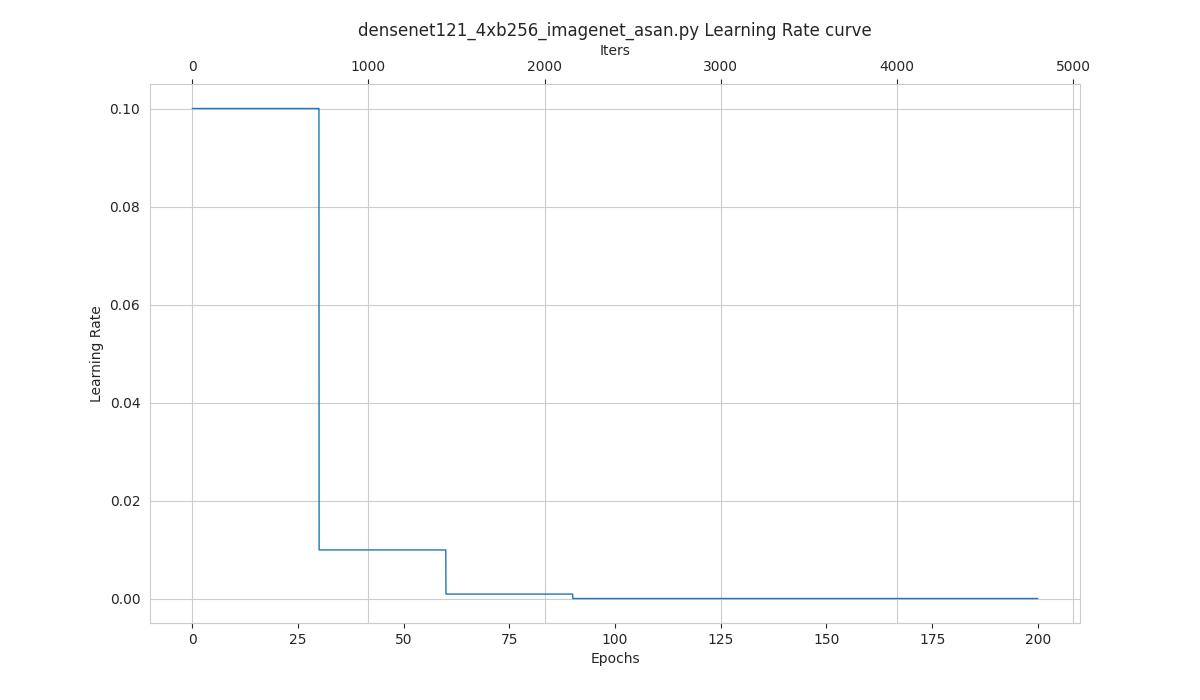 densenet121_4xb256_imagenet_asan.py Learning Rate curve
Iters
0 1000 2000 3000 4000 5000
0.10
0.08
0.06
0.04
0.02
0.00
Learning Rate
0 25 50 75 100 125 150 175 200
Epochs